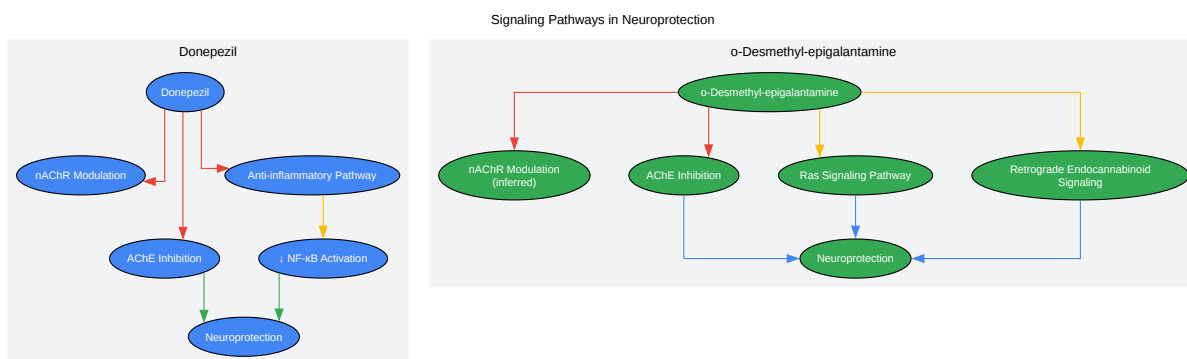 Signaling Pathways in Neuroprotection
Donepezil
Donepezil
nAChR Modulation
Anti-inflammatory Pathway
AChE Inhibition
↓ NF-κB Activation
Neuroprotection
o-Desmethyl-epigalantamine
o-Desmethyl-epigalantamine
nAChR Modulation
(inferred)
AChE Inhibition
Ras Signaling Pathway
Retrograde Endocannabinoid
Signaling
Neuroprotection